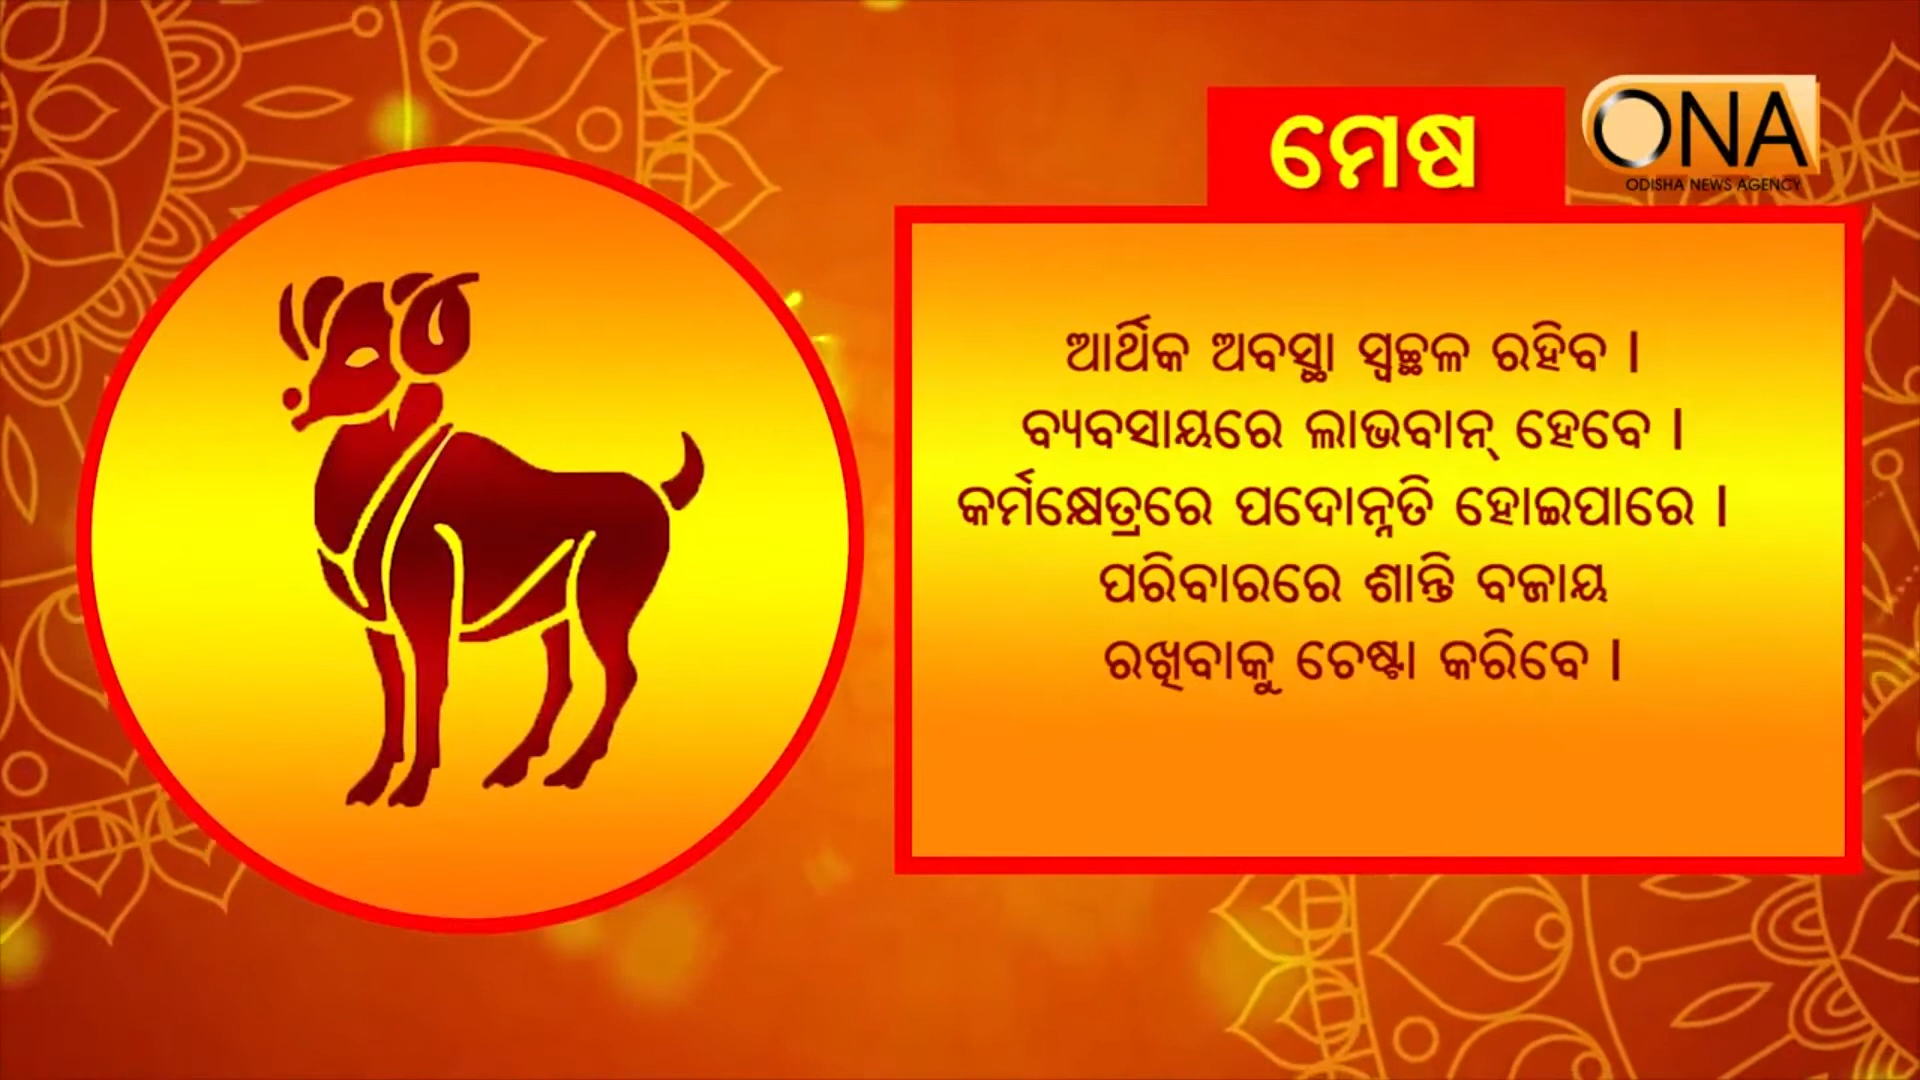 ମେଷ
ONA
ODISHA NEWS AGENCY
ଆର୍ଥିକ ଅବସ୍ଥା ସ୍ୱଚ୍ଛଳ ରହିବ ।
ବ୍ୟବସାୟରେ ଲାଭବାନ୍ ହେବେ ।
କର୍ମକ୍ଷେତ୍ରରେ ପଦୋନ୍ନତି ହୋଇପାରେ ।
ପରିବାରରେ ଶାନ୍ତି ବଜାୟ
ରଖିବାକୁ ଚେଷ୍ଟା କରିବେ ।